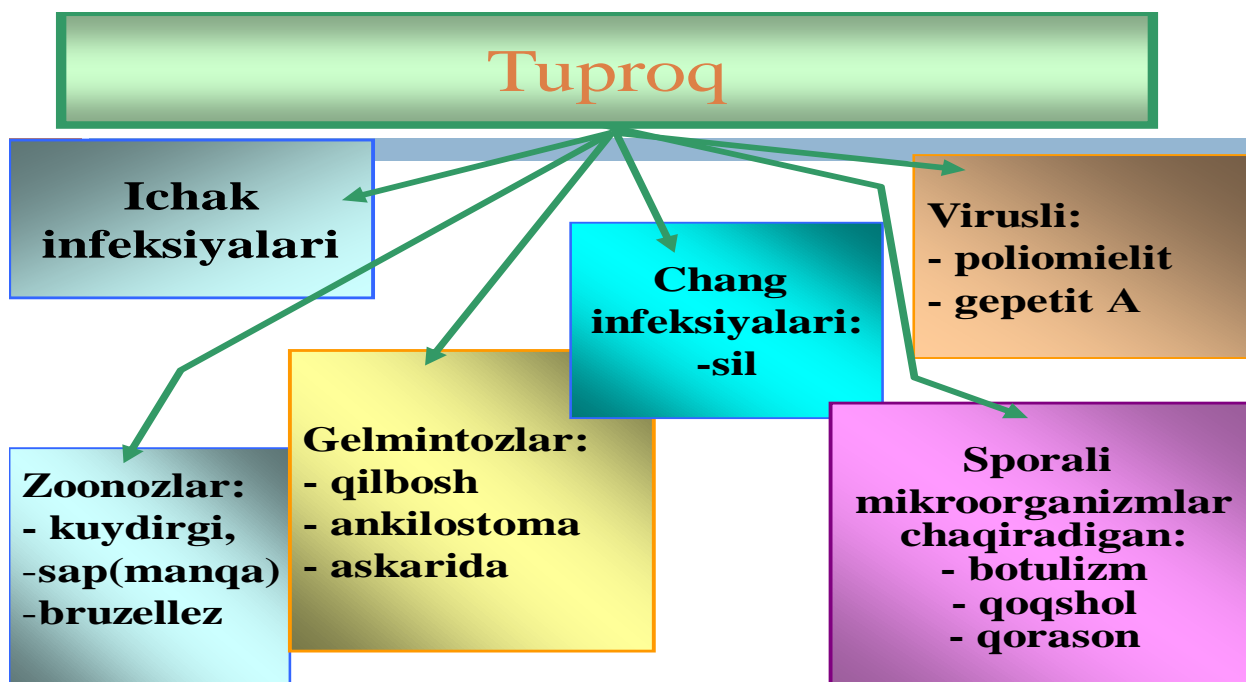 Tuproq
Ichak
infeksiyalari
Chang
infeksiyalari:
-sil
Virusli:
- poliomielit
- gepetit A
Zoonozlar:
- kuydirgi,
-sap(manqa)
-bruzellez
Gelmintozlar:
- qilbosh
- ankilostoma
- askarida
Sporali
mikroorganizmlar
chaqiradigan:
- botulizm
- qoqshol
- qorason